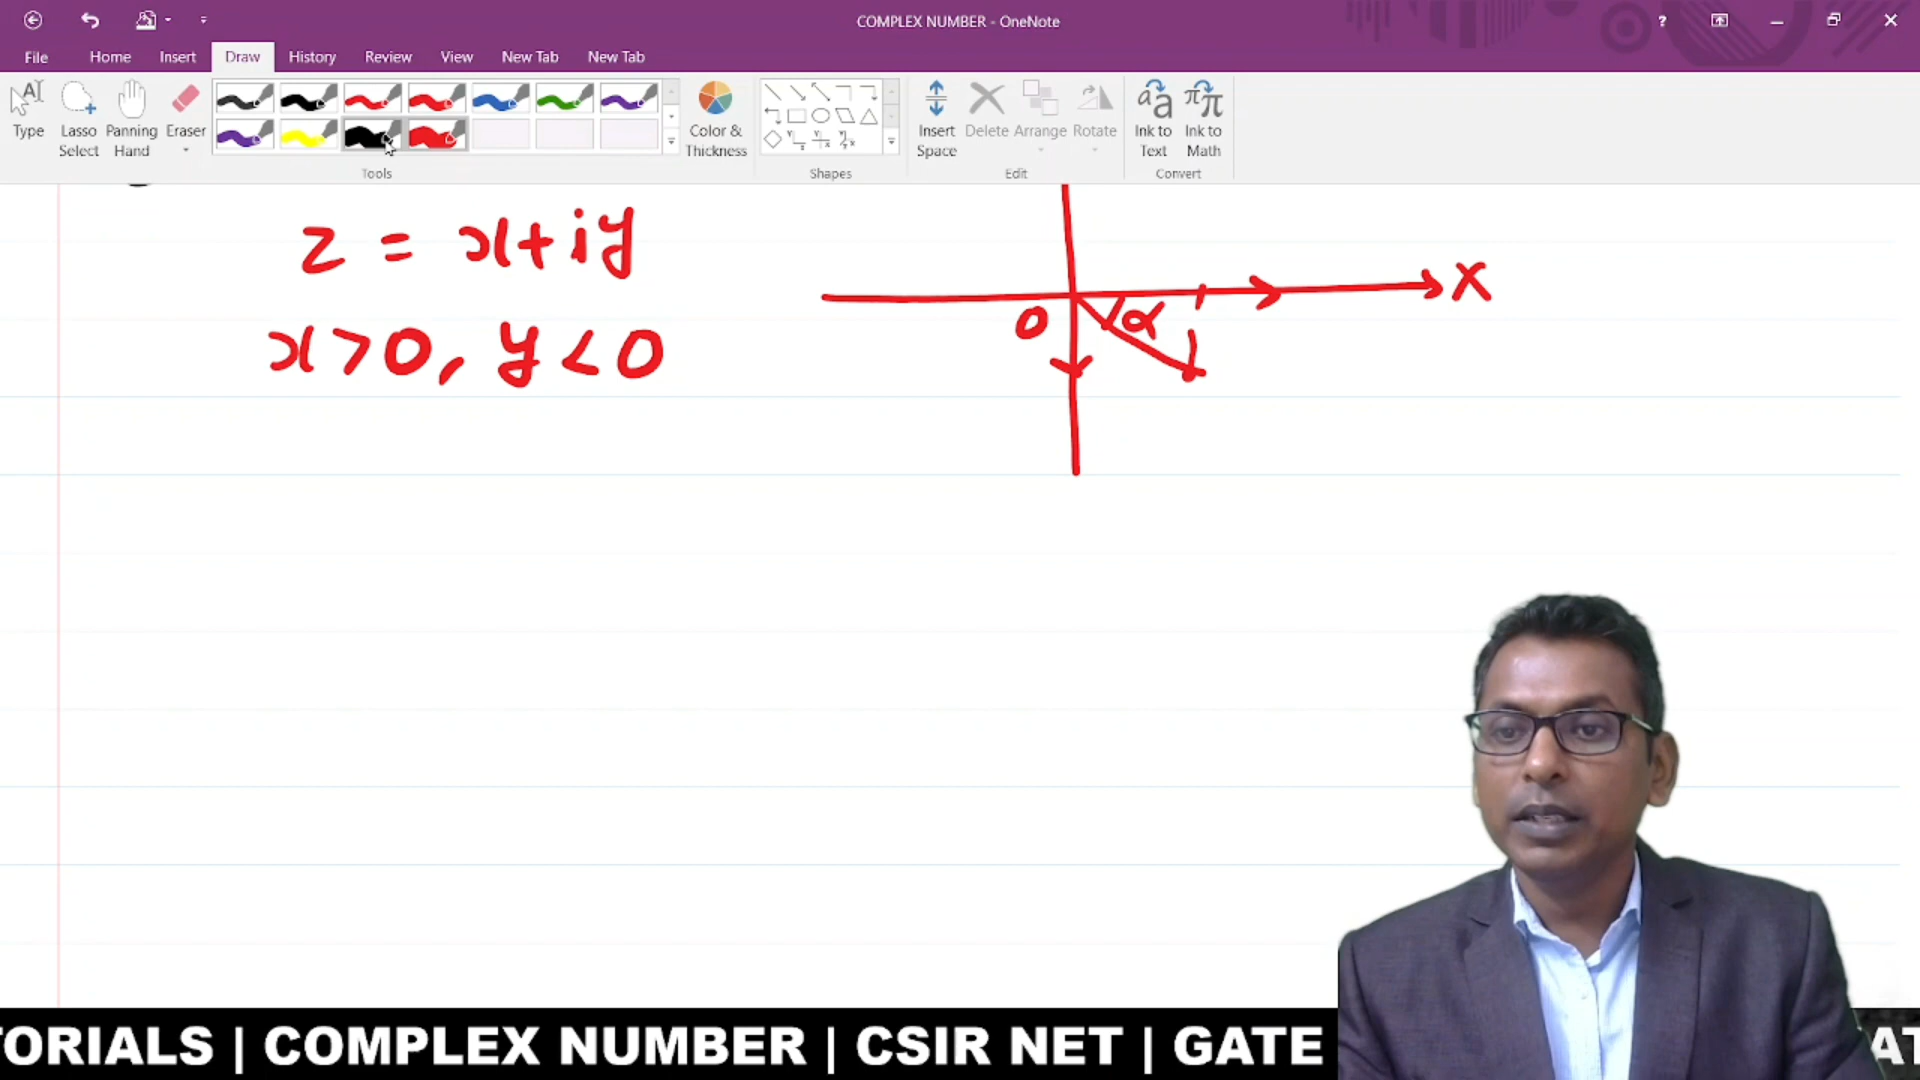 COMPLEX NUMBER - OneNote
?
File Home Insert Draw History Review View New Tab New Tab
Type
Lasso Select
Panning Hand
Eraser
Color & Thickness
Insert Space
Delete
Arrange
Rotate
Ink to Text
Ink to Math
Tools
Shapes
Edit
Convert
z = x+iy
x>0, y<0
X
O
α
TORIALS | COMPLEX NUMBER | CSIR NET | GATE
AT